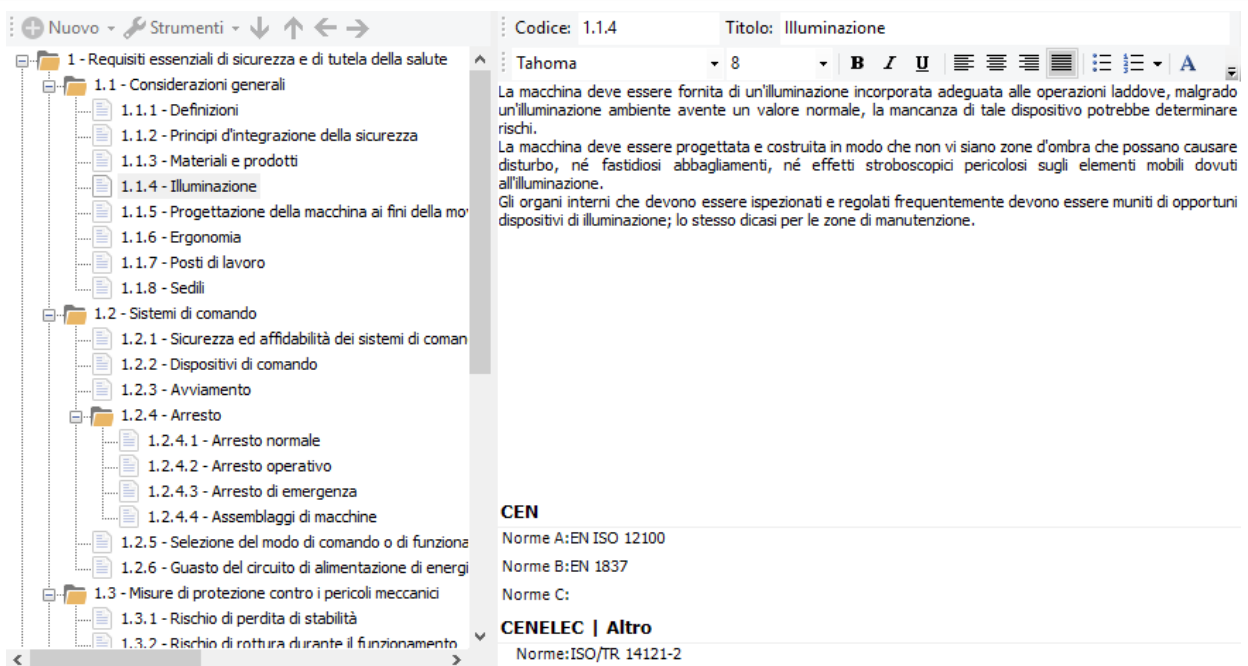 Nuovo Strumenti
1 - Requisiti essenziali di sicurezza e di tutela della salute
1.1 - Considerazioni generali
1.1.1 - Definizioni
1.1.2 - Principi d'integrazione della sicurezza
1.1.3 - Materiali e prodotti
1.1.4 - Illuminazione
1.1.5 - Progettazione della macchina ai fini della mo
1.1.6 - Ergonomia
1.1.7 - Posti di lavoro
1.1.8 - Sedili
1.2 - Sistemi di comando
1.2.1 - Sicurezza ed affidabilità dei sistemi di coman
1.2.2 - Dispositivi di comando
1.2.3 - Avviamento
1.2.4 - Arresto
1.2.4.1 - Arresto normale
1.2.4.2 - Arresto operativo
1.2.4.3 - Arresto di emergenza
1.2.4.4 - Assemblaggi di macchine
1.2.5 - Selezione del modo di comando o di funziona
1.2.6 - Guasto del circuito di alimentazione di energi
1.3 - Misure di protezione contro i pericoli meccanici
1.3.1 - Rischio di perdita di stabilità
1.3.2 - Rischio di rottura durante il funzionamento
Codice: 1.1.4 Titolo: Illuminazione
Tahoma 8 B I U A
La macchina deve essere fornita di un'illuminazione incorporata adeguata alle operazioni laddove, malgrado
un'illuminazione ambiente avente un valore normale, la mancanza di tale dispositivo potrebbe determinare
rischi.
La macchina deve essere progettata e costruita in modo che non vi siano zone d'ombra che possano causare
disturbo, né fastidiosi abbagliamenti, né effetti stroboscopici pericolosi sugli elementi mobili dovuti
all'illuminazione.
Gli organi interni che devono essere ispezionati e regolati frequentemente devono essere muniti di opportuni
dispositivi di illuminazione; lo stesso dicasi per le zone di manutenzione.
CEN
Norme A:EN ISO 12100
Norme B:EN 1837
Norme C:
CENELEC | Altro
Norme:ISO/TR 14121-2